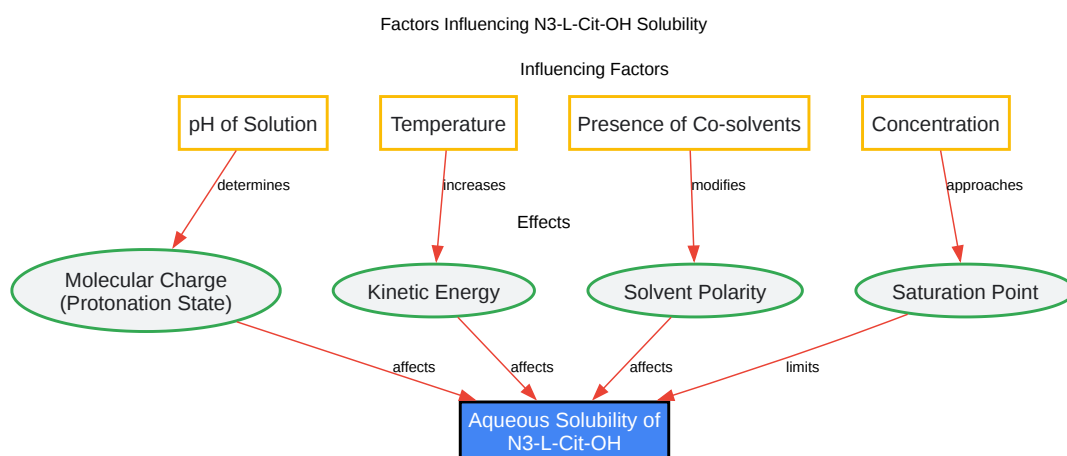 Factors Influencing N3-L-Cit-OH Solubility
Influencing Factors
pH of Solution
Temperature
Presence of Co-solvents
Concentration
determines
increases
modifies
approaches
Effects
Molecular Charge
(Protonation State)
Kinetic Energy
Solvent Polarity
Saturation Point
affects
affects
affects
limits
Aqueous Solubility of
N3-L-Cit-OH